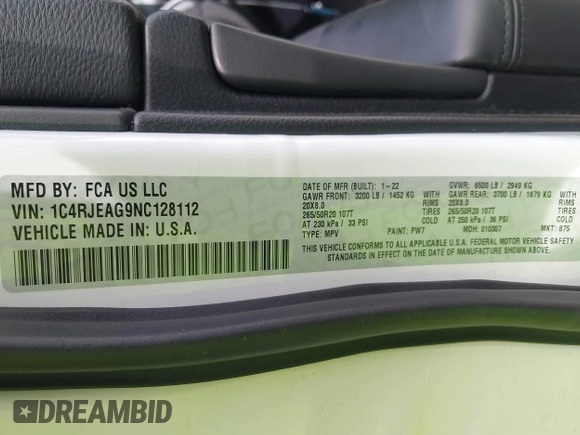 MFD BY: FCA US LLC
VIN: 1C4RJEAG9NC128112
VEHICLE MADE IN: U.S.A.
DATE OF MFR (BUILT): 1-22 GVWR: 6500 LB / 2949 KG
GAWR FRONT: 3200 LB / 1452 KG WITH GAWR REAR: 3700 LB / 1679 KG WITH
20X8.0 RIMS 20X8.0 RIMS
265/50R20 107T TIRES 265/50R20 107T TIRES
AT 230 kPa / 33 PSI COLD AT 250 kPa / 36 PSI COLD
TYPE: MPV PAINT: PW7 MDH: 010307 MKT: 875
THIS VEHICLE CONFORMS TO ALL APPLICABLE U.S.A. FEDERAL MOTOR VEHICLE SAFETY
STANDARDS IN EFFECT ON THE DATE OF MANUFACTURE SHOWN ABOVE.
DREAMBID